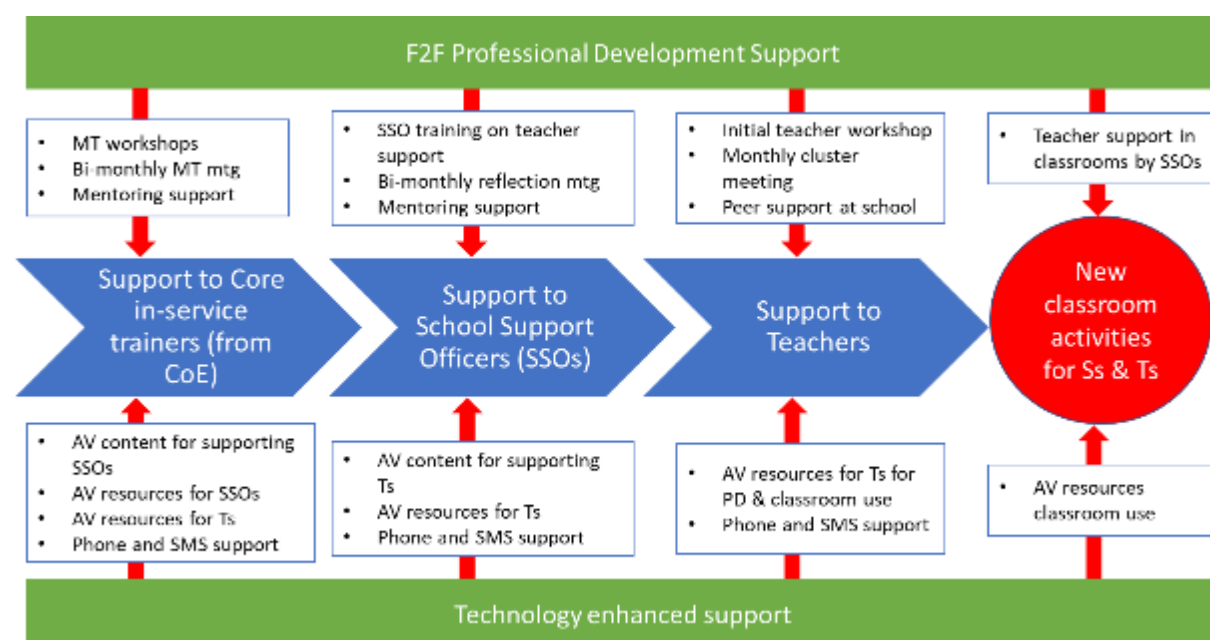 F2F Professional Development Support
• MT workshops
• Bi-monthly MT mtg
• Mentoring support
• SSO training on teacher
support
• Bi-monthly reflection mtg
• Mentoring support
• Initial teacher workshop
• Monthly cluster
meeting
• Peer support at school
• Teacher support in
classrooms by SSOs
Support to Core
in-service
trainers (from
CoE)
Support to
School Support
Officers (SSOs)
Support to
Teachers
New
classroom
activities
for Ss & Ts
• AV content for supporting
SSOs
• AV resources for SSOs
• AV resources for Ts
• Phone and SMS support
• AV content for supporting
Ts
• AV resources for Ts
• Phone and SMS support
• AV resources for Ts for
PD & classroom use
• Phone and SMS support
• AV resources
classroom use
Technology enhanced support